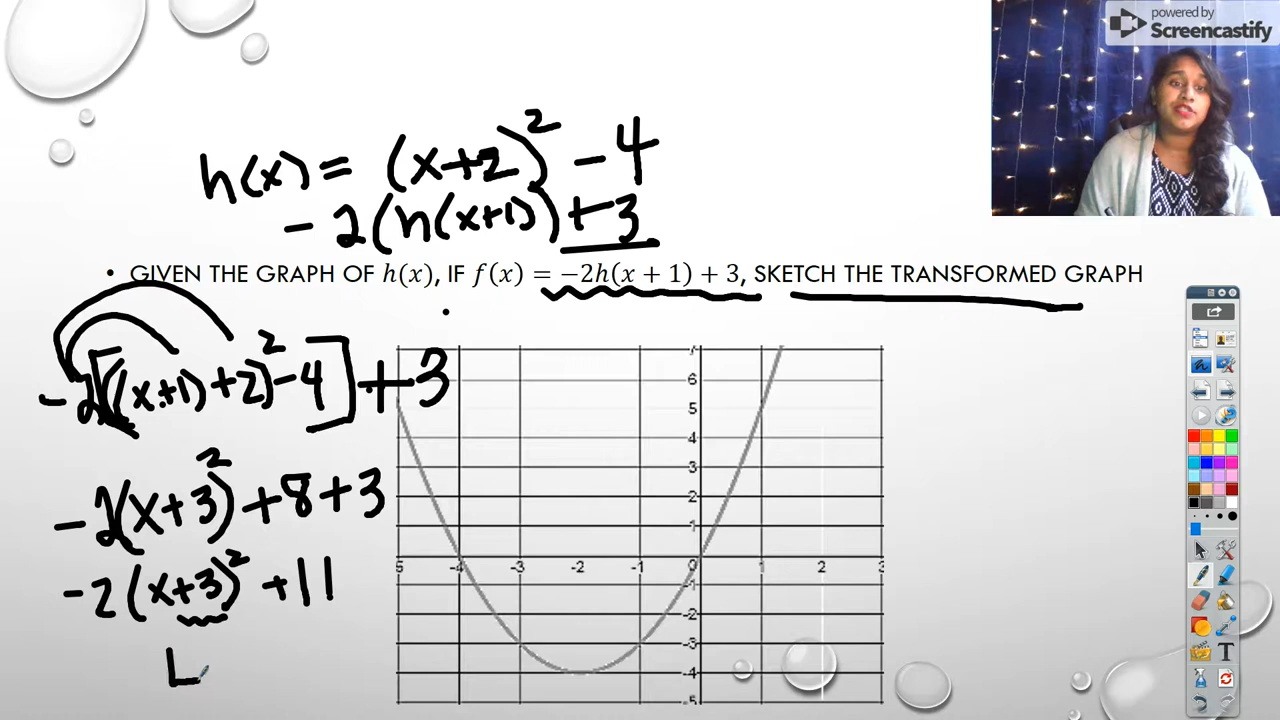 powered by
Screencastify
h(x) = (x+2)² -4
-2(h(x+1)) +3
• GIVEN THE GRAPH OF h(x), IF f(x) = −2h(x + 1) + 3, SKETCH THE TRANSFORMED GRAPH
-2[((x+1)+2)²-4]+3
-2(x+3)²+8+3
-2(x+3)²+11
L
7
6
5
4
3
2
1
5 -4 -3 -2 -1 0 1 2 3
-1
-2
-3
-4
-5
T